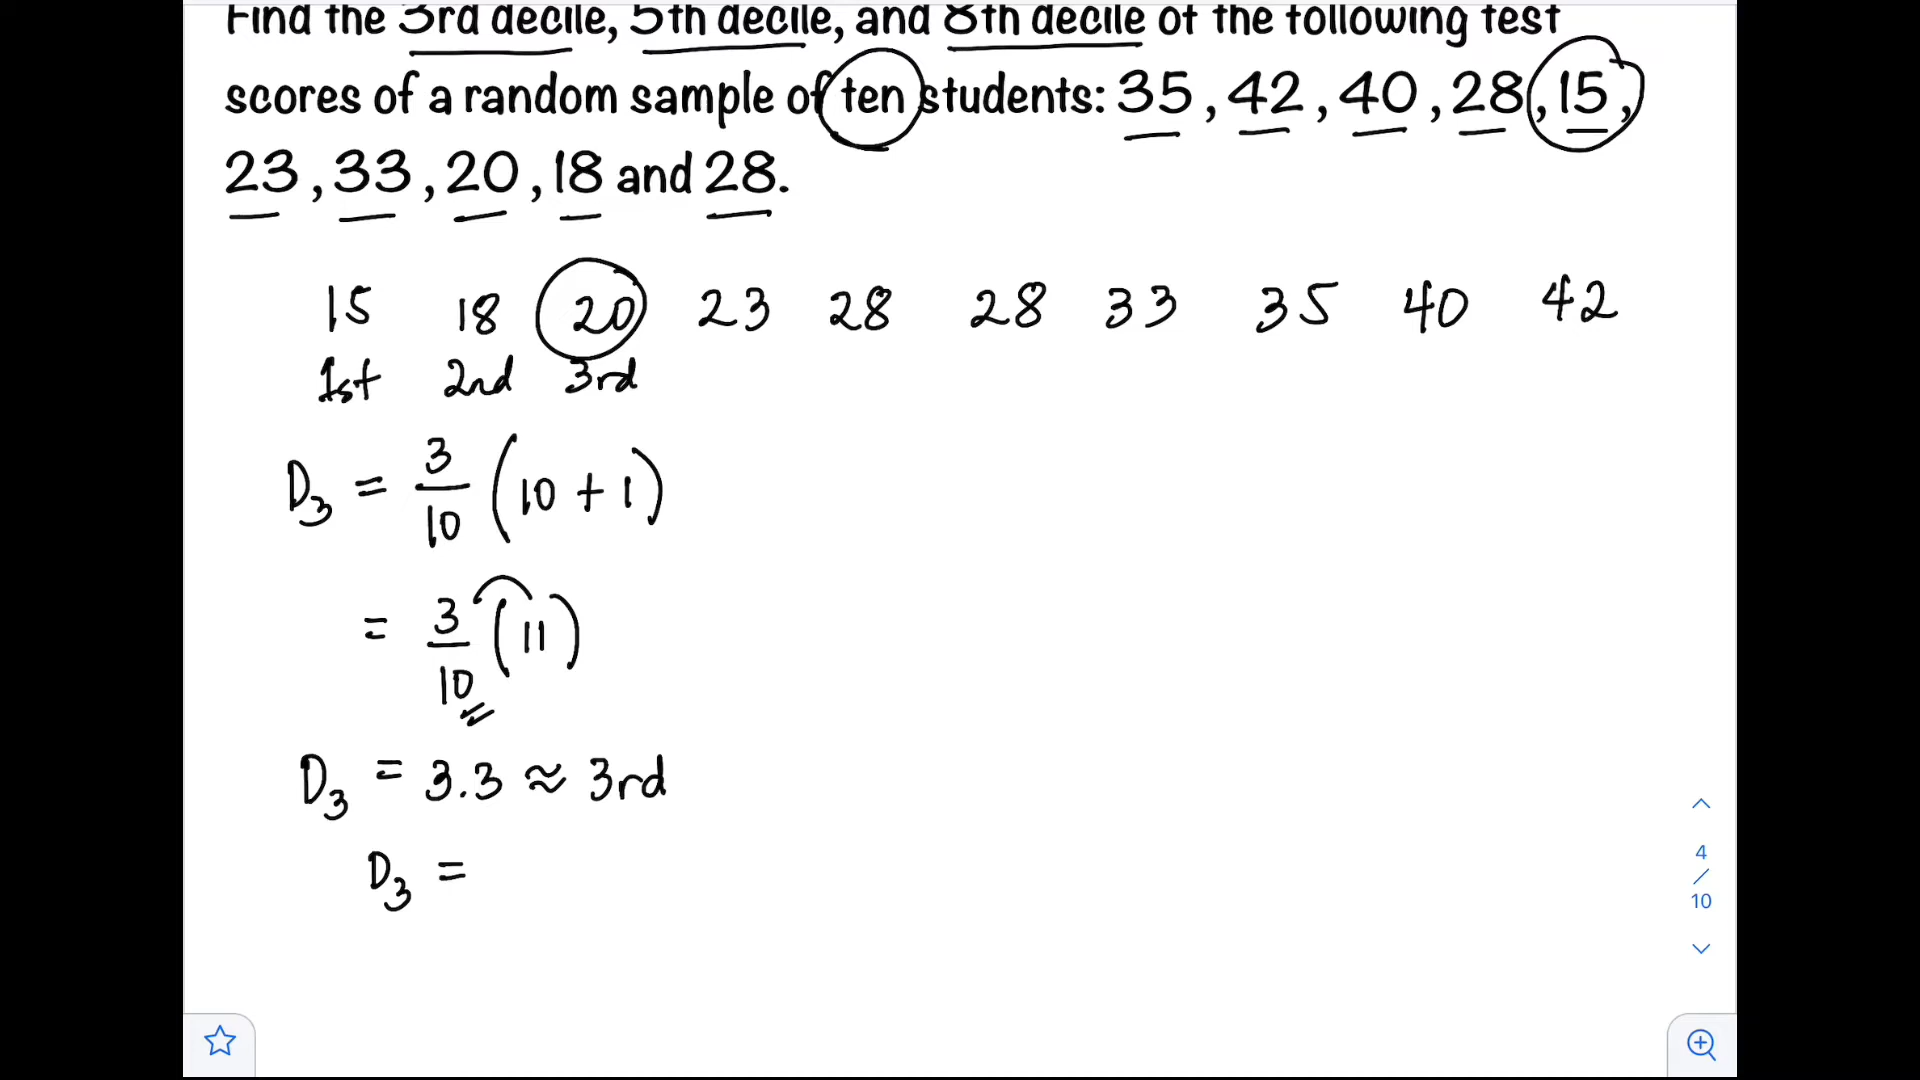 Find the 3rd decile, 5th decile, and 8th decile of the following test
scores of a random sample of ten students: 35, 42, 40, 28, 15,
23, 33, 20, 18 and 28.
15 18 20 23 28 28 33 35 40 42
1st 2nd 3rd
D₃ = 3/10 (10 + 1)
= 3/10 (11)
D₃ = 3.3 ≈ 3rd
D₃ =
4
/
10